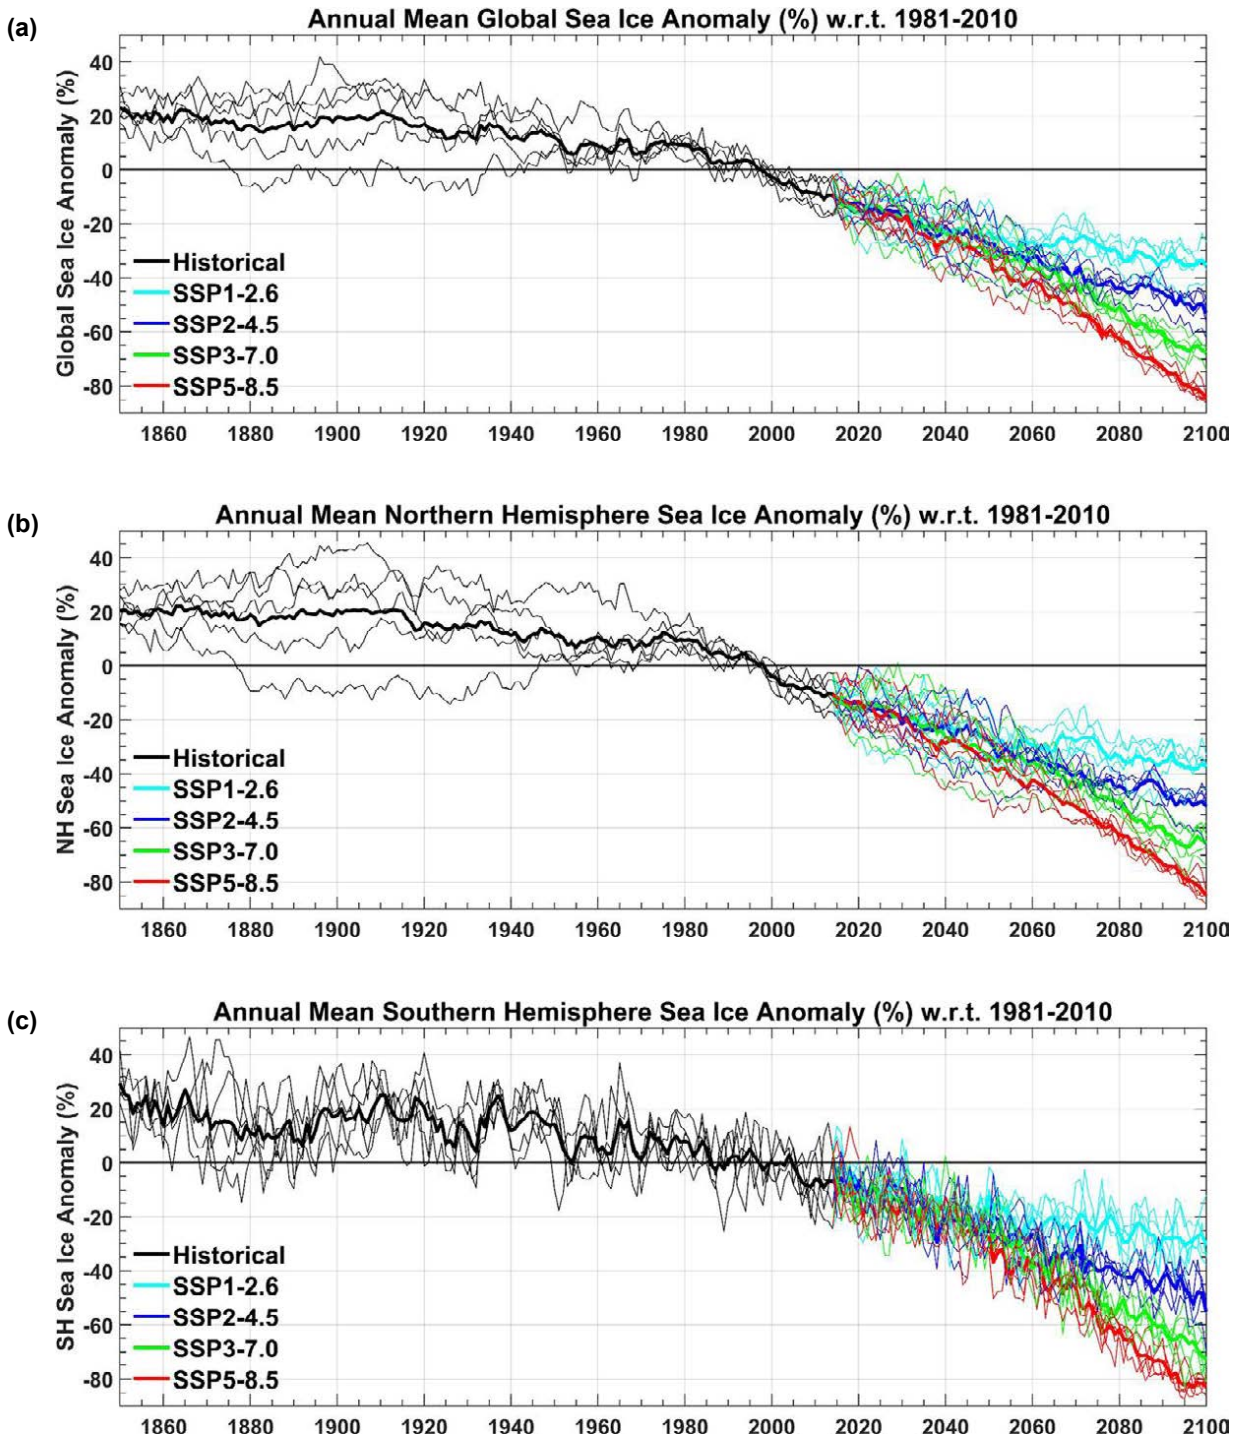 (a)
Annual Mean Global Sea Ice Anomaly (%) w.r.t. 1981-2010
Global Sea Ice Anomaly (%)
40
20
0
-20
-40
-60
-80
Historical
SSP1-2.6
SSP2-4.5
SSP3-7.0
SSP5-8.5
1860 1880 1900 1920 1940 1960 1980 2000 2020 2040 2060 2080 2100
(b)
Annual Mean Northern Hemisphere Sea Ice Anomaly (%) w.r.t. 1981-2010
NH Sea Ice Anomaly (%)
40
20
0
-20
-40
-60
-80
Historical
SSP1-2.6
SSP2-4.5
SSP3-7.0
SSP5-8.5
1860 1880 1900 1920 1940 1960 1980 2000 2020 2040 2060 2080 2100
(c)
Annual Mean Southern Hemisphere Sea Ice Anomaly (%) w.r.t. 1981-2010
SH Sea Ice Anomaly (%)
40
20
0
-20
-40
-60
-80
Historical
SSP1-2.6
SSP2-4.5
SSP3-7.0
SSP5-8.5
1860 1880 1900 1920 1940 1960 1980 2000 2020 2040 2060 2080 2100